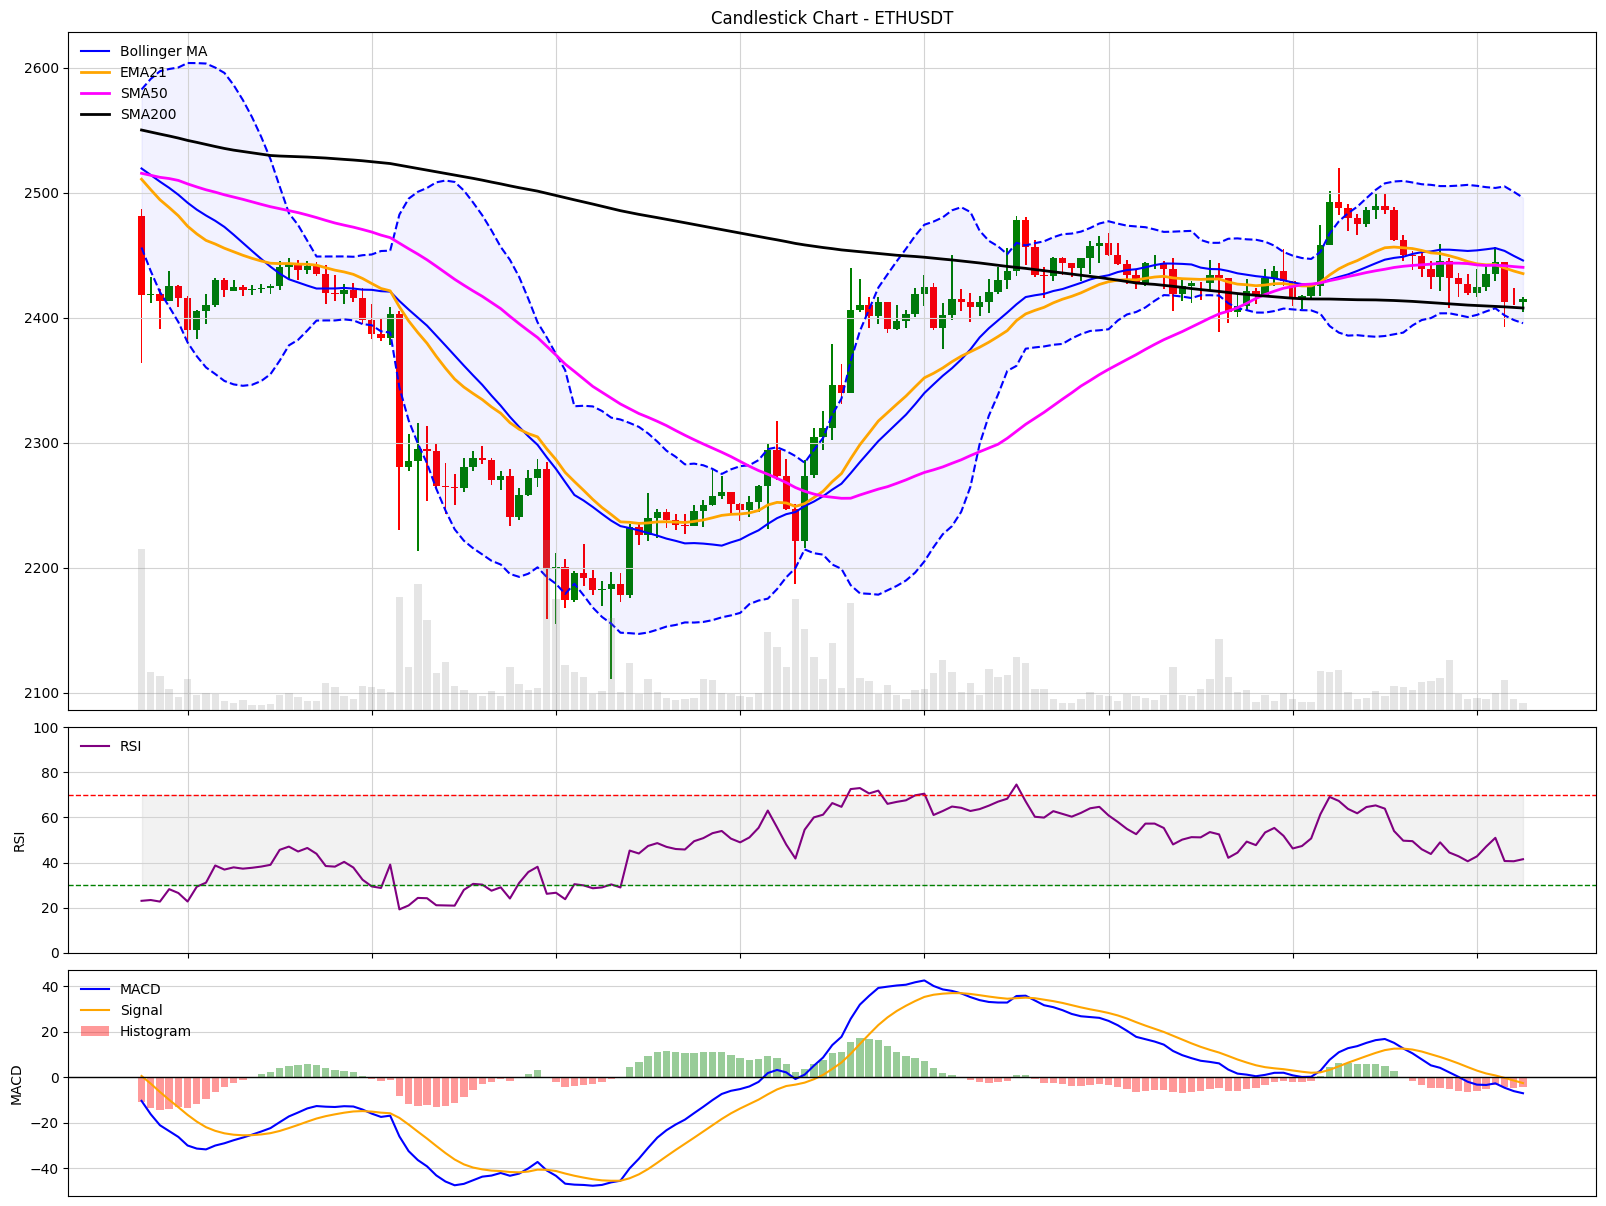 Candlestick Chart - ETHUSDT
Bollinger MA
EMA21
SMA50
SMA200
2600
2500
2400
2300
2200
2100
RSI
100
80
60
40
20
0
RSI
MACD
Signal
Histogram
40
20
0
−20
−40
MACD